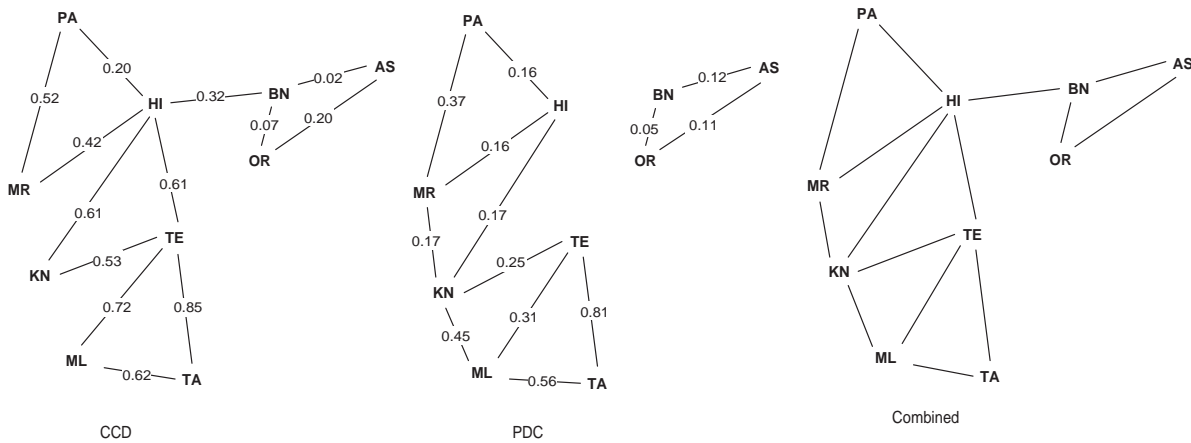 PA
0.20
0.52
HI
0.32
BN
0.02
AS
0.42
0.07
0.20
MR
OR
0.61
0.61
TE
KN
0.53
0.72
0.85
ML
0.62
TA
CCD
PA
0.16
0.37
HI
0.16
MR
0.17
0.17
TE
0.25
KN
0.31
0.81
0.45
ML
0.56
TA
0.12
AS
BN
0.05
0.11
OR
PDC
PA
HI
BN
AS
OR
MR
TE
KN
ML
TA
Combined